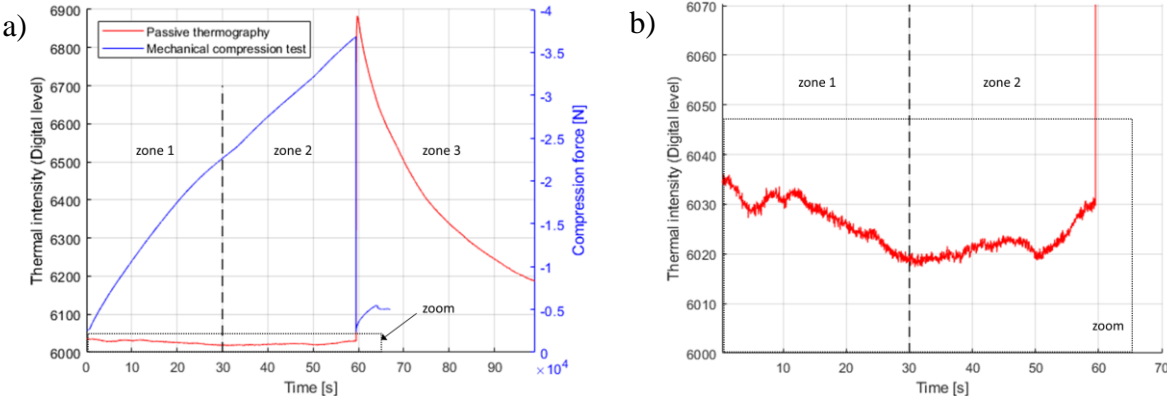 a)
6900
6800
6700
6600
6500
6400
6300
6200
6100
6000
Thermal intensity (Digital level)
Passive thermography
Mechanical compression test
zone 1
zone 2
zone 3
zoom
-4
-3.5
-3
-2.5
-2
-1.5
-1
-0.5
0
×10⁴
Compression force [N]
0 10 20 30 40 50 60 70 80 90
Time [s]
b)
6070
6060
6050
6040
6030
6020
6010
6000
Thermal intensity (Digital level)
zone 1
zone 2
zoom
10 20 30 40 50 60 70
Time [s]